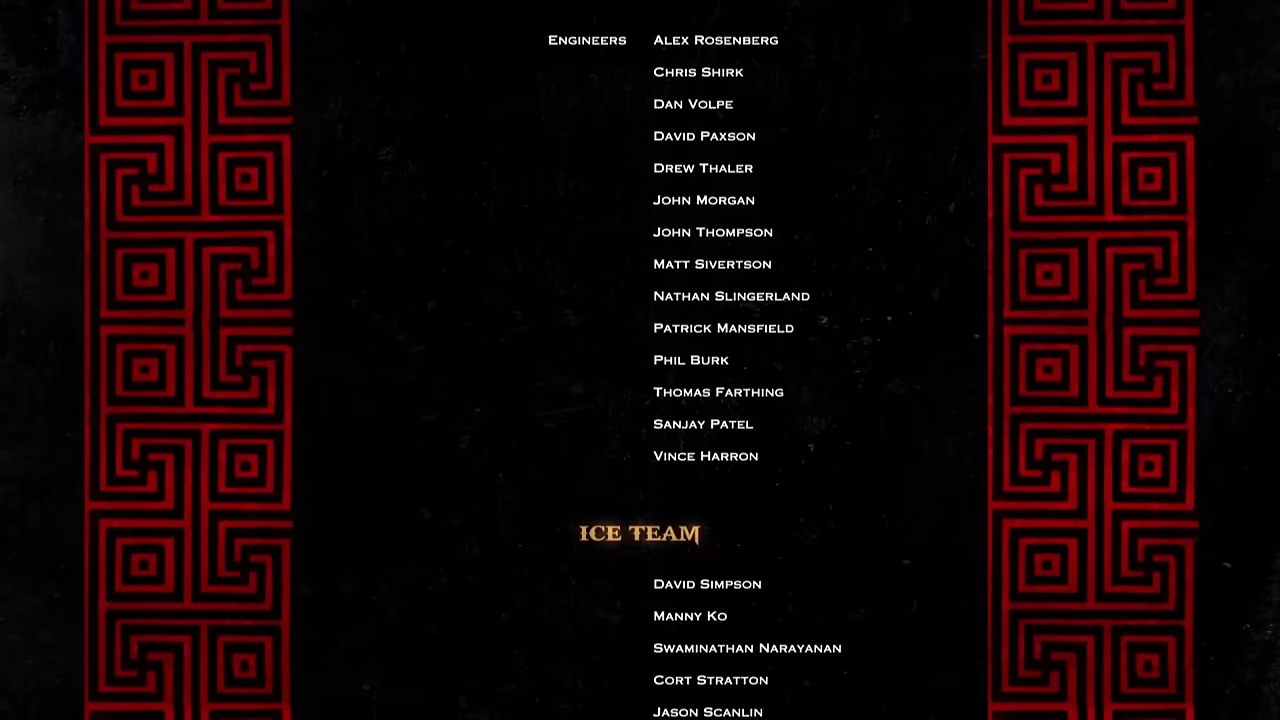 ENGINEERS ALEX ROSENBERG
CHRIS SHIRK
DAN VOLPE
DAVID PAXSON
DREW THALER
JOHN MORGAN
JOHN THOMPSON
MATT SIVERTSON
NATHAN SLINGERLAND
PATRICK MANSFIELD
PHIL BURK
THOMAS FARTHING
SANJAY PATEL
VINCE HARRON
ICE TEAM
DAVID SIMPSON
MANNY KO
SWAMINATHAN NARAYANAN
CORT STRATTON
JASON SCANLIN